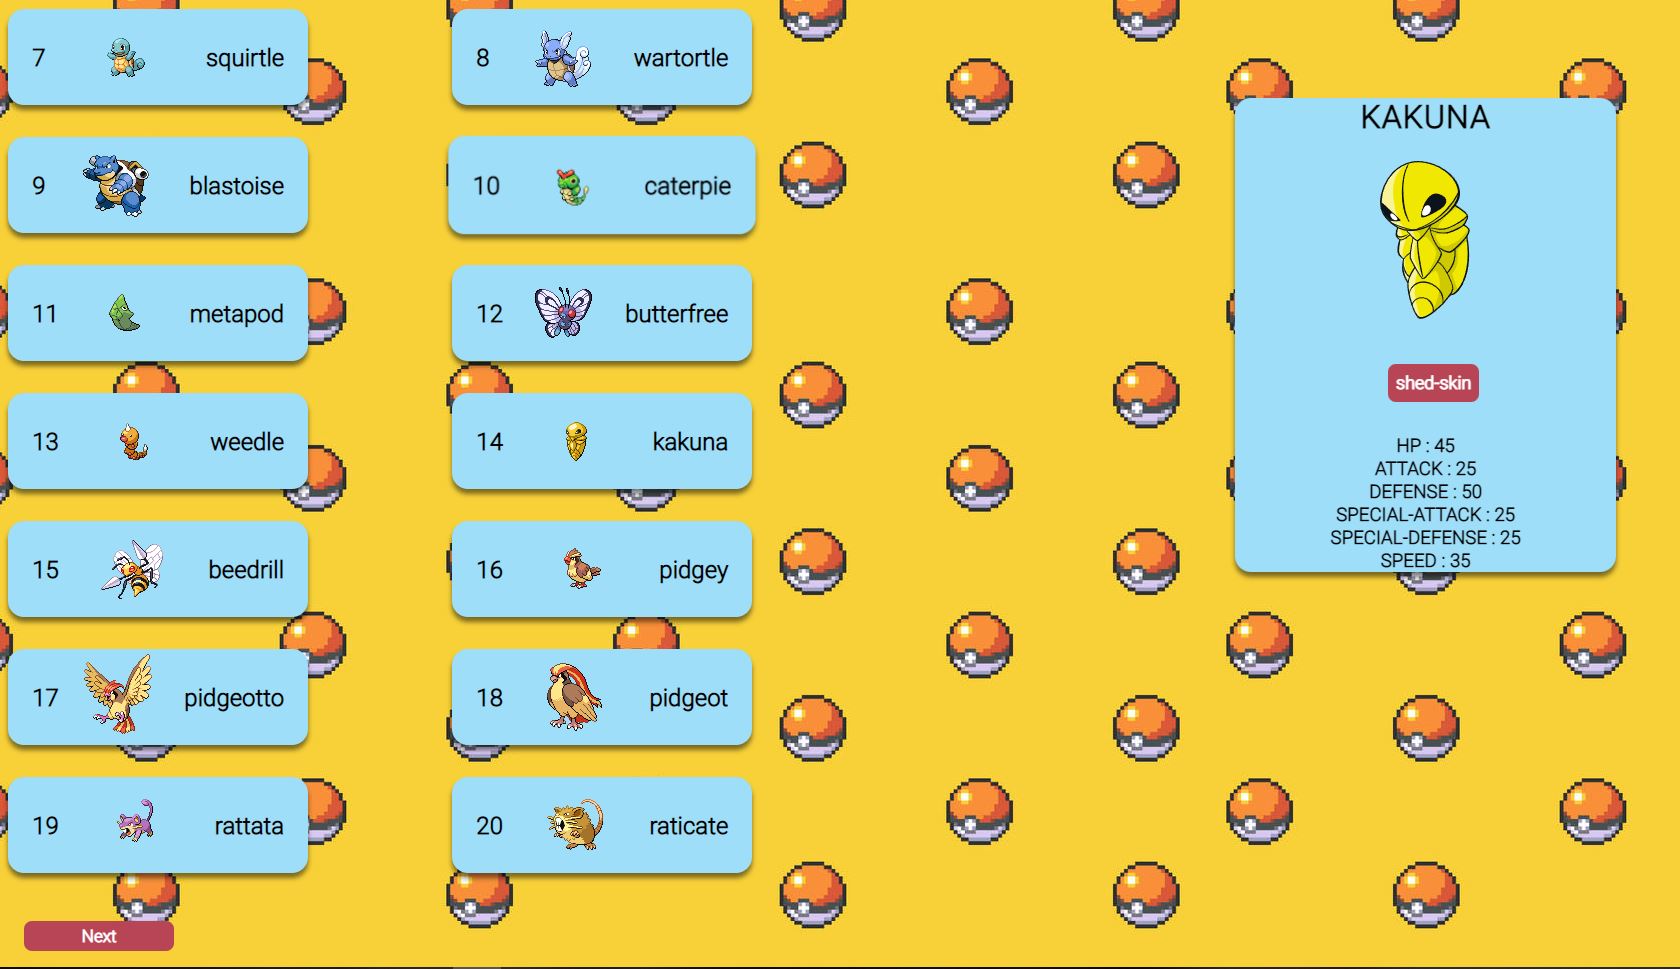 7 squirtle
8 wartortle
9 blastoise
10 caterpie
11 metapod
12 butterfree
13 weedle
14 kakuna
15 beedrill
16 pidgey
17 pidgeotto
18 pidgeot
19 rattata
20 raticate
Next
KAKUNA
shed-skin
HP : 45
ATTACK : 25
DEFENSE : 50
SPECIAL-ATTACK : 25
SPECIAL-DEFENSE : 25
SPEED : 35